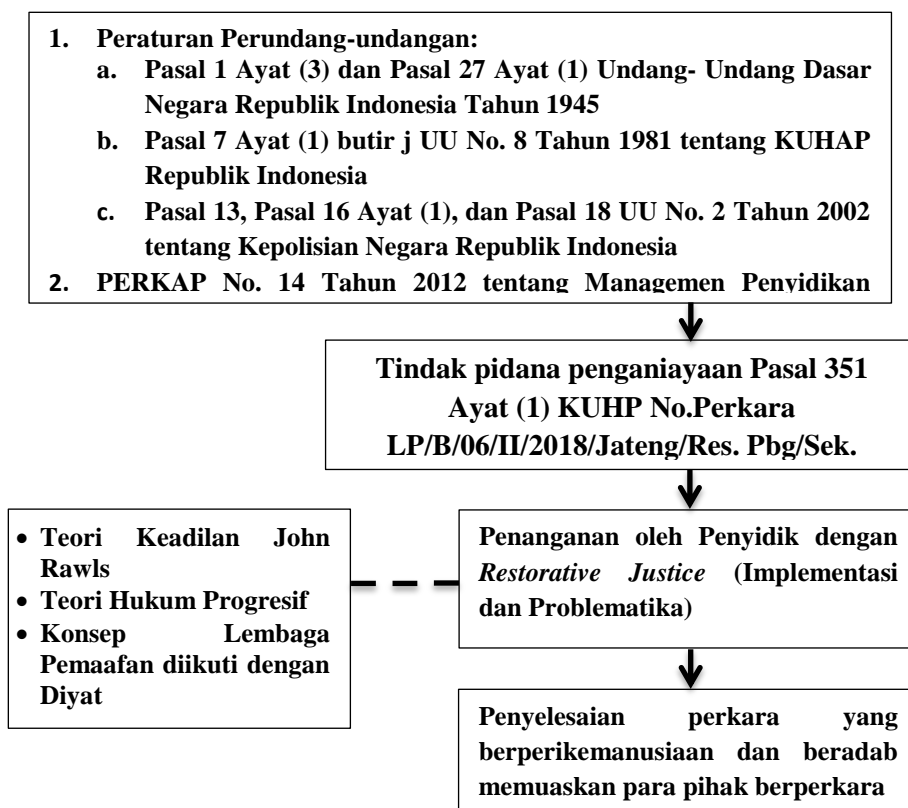 1. Peraturan Perundang-undangan:
a. Pasal 1 Ayat (3) dan Pasal 27 Ayat (1) Undang- Undang Dasar
Negara Republik Indonesia Tahun 1945
b. Pasal 7 Ayat (1) butir j UU No. 8 Tahun 1981 tentang KUHAP
Republik Indonesia
c. Pasal 13, Pasal 16 Ayat (1), dan Pasal 18 UU No. 2 Tahun 2002
tentang Kepolisian Negara Republik Indonesia
2. PERKAP No. 14 Tahun 2012 tentang Managemen Penyidikan
Tindak pidana penganiayaan Pasal 351
Ayat (1) KUHP No.Perkara
LP/B/06/II/2018/Jateng/Res. Pbg/Sek.
• Teori Keadilan John
Rawls
• Teori Hukum Progresif
• Konsep Lembaga
Pemaafan diikuti dengan
Diyat
Penanganan oleh Penyidik dengan
Restorative Justice (Implementasi
dan Problematika)
Penyelesaian perkara yang
berperikemanusiaan dan beradab
memuaskan para pihak berperkara